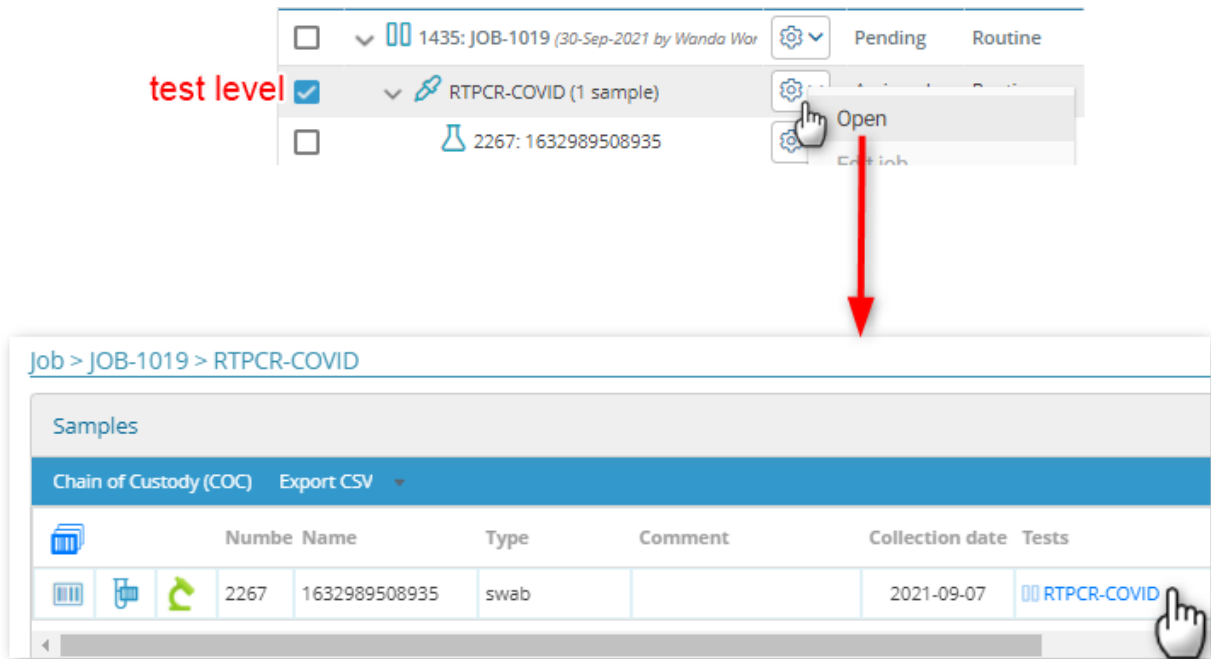 1435: JOB-1019 (30-Sep-2021 by Wanda Wor Pending Routine
test level RTPCR-COVID (1 sample)
Open
2267: 1632989508935
Edit job
Job > JOB-1019 > RTPCR-COVID
Samples
Chain of Custody (COC) Export CSV
Numbe Name Type Comment Collection date Tests
2267 1632989508935 swab 2021-09-07 RTPCR-COVID